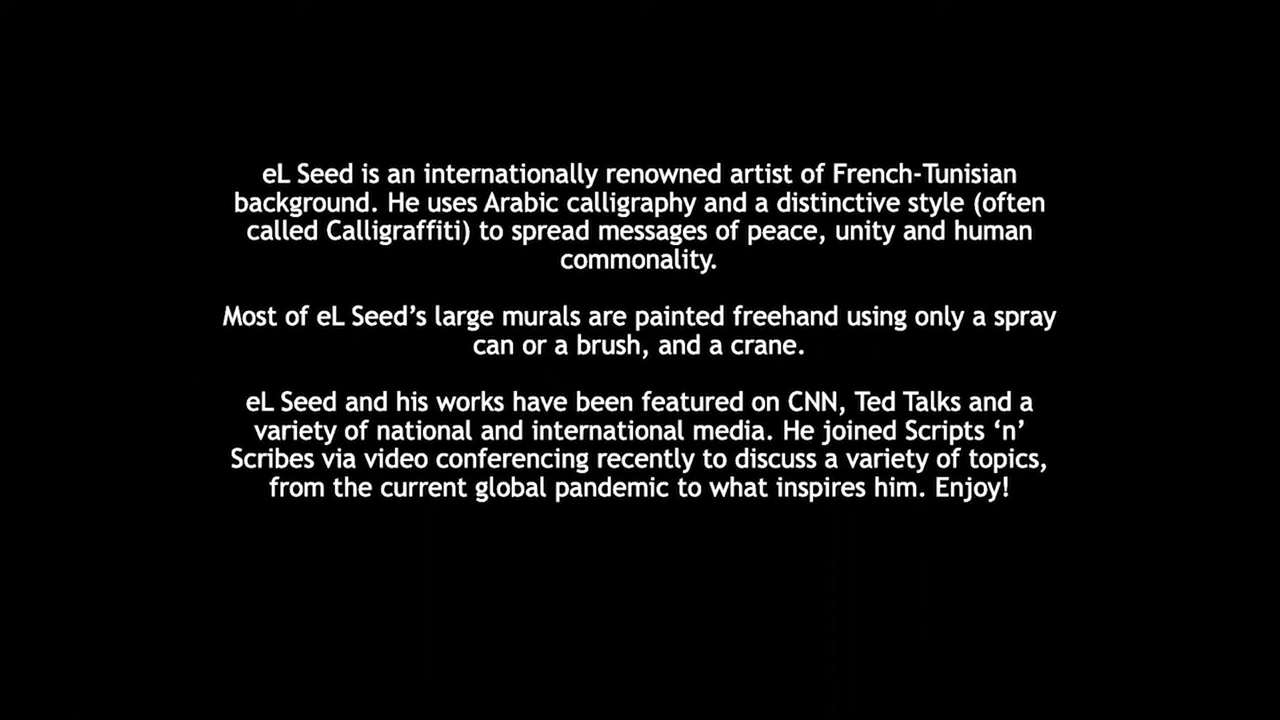 eL Seed is an internationally renowned artist of French-Tunisian
background. He uses Arabic calligraphy and a distinctive style (often
called Calligraffiti) to spread messages of peace, unity and human
commonality.
Most of eL Seed’s large murals are painted freehand using only a spray
can or a brush, and a crane.
eL Seed and his works have been featured on CNN, Ted Talks and a
variety of national and international media. He joined Scripts ‘n’
Scribes via video conferencing recently to discuss a variety of topics,
from the current global pandemic to what inspires him. Enjoy!